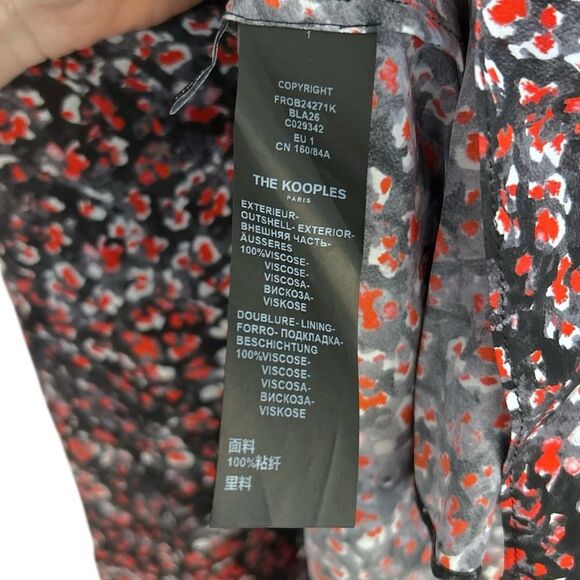 1
COPYRIGHT
FROB24271K
BLA26
C029342
EU 1
CN 160/84A
THE KOOPLES
PARIS
EXTERIEUR-
OUTSHELL- EXTERIOR-
ВНЕШНЯЯ ЧАСТЬ-
ÄUSSERES
100%VISCOSE-
VISCOSE-
VISCOSA-
ВИСКОЗА-
VISKOSE
DOUBLURE- LINING-
FORRO- ПОДКЛАДКА-
BESCHICHTUNG
100%VISCOSE-
VISCOSE-
VISCOSA-
ВИСКОЗА-
VISKOSE
面料
100%粘纤
里料